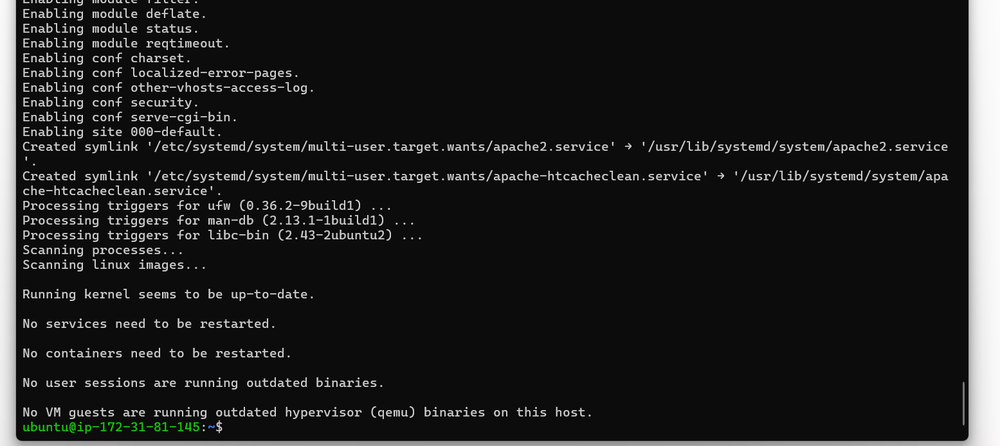 Enabling module filter.
Enabling module deflate.
Enabling module status.
Enabling module reqtimeout.
Enabling conf charset.
Enabling conf localized-error-pages.
Enabling conf other-vhosts-access-log.
Enabling conf security.
Enabling conf serve-cgi-bin.
Enabling site 000-default.
Created symlink '/etc/systemd/system/multi-user.target.wants/apache2.service' → '/usr/lib/systemd/system/apache2.service
'.
Created symlink '/etc/systemd/system/multi-user.target.wants/apache-htcacheclean.service' → '/usr/lib/systemd/system/apa
che-htcacheclean.service'.
Processing triggers for ufw (0.36.2-9build1) ...
Processing triggers for man-db (2.13.1-1build1) ...
Processing triggers for libc-bin (2.43-2ubuntu2) ...
Scanning processes...
Scanning linux images...
Running kernel seems to be up-to-date.
No services need to be restarted.
No containers need to be restarted.
No user sessions are running outdated binaries.
No VM guests are running outdated hypervisor (qemu) binaries on this host.
ubuntu@ip-172-31-81-145:~$